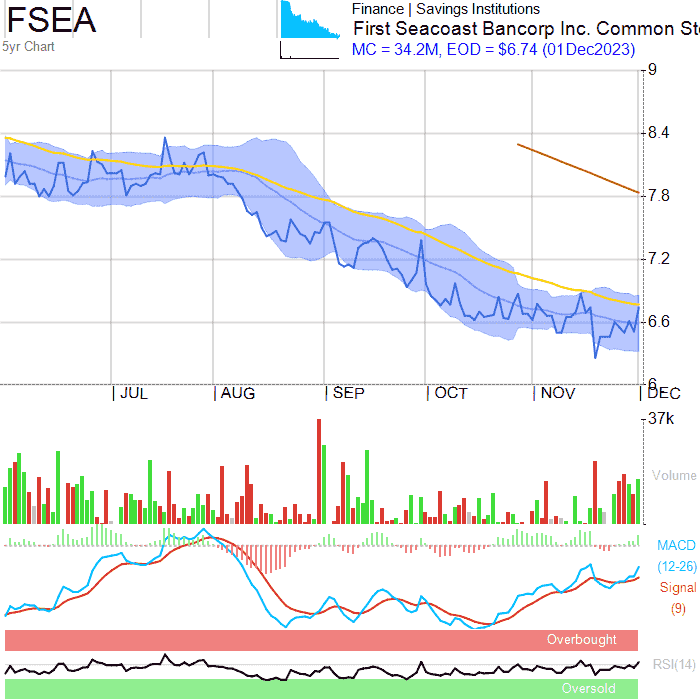 FSEA
5yr Chart
Finance | Savings Institutions
First Seacoast Bancorp Inc. Common St
MC = 34.2M, EOD = $6.74 (01Dec2023)
9
8.4
7.8
7.2
6.6
6
JUL AUG SEP OCT NOV DEC
37k
Volume
MACD
(12-26)
Signal
(9)
Overbought
RSI(14)
Oversold